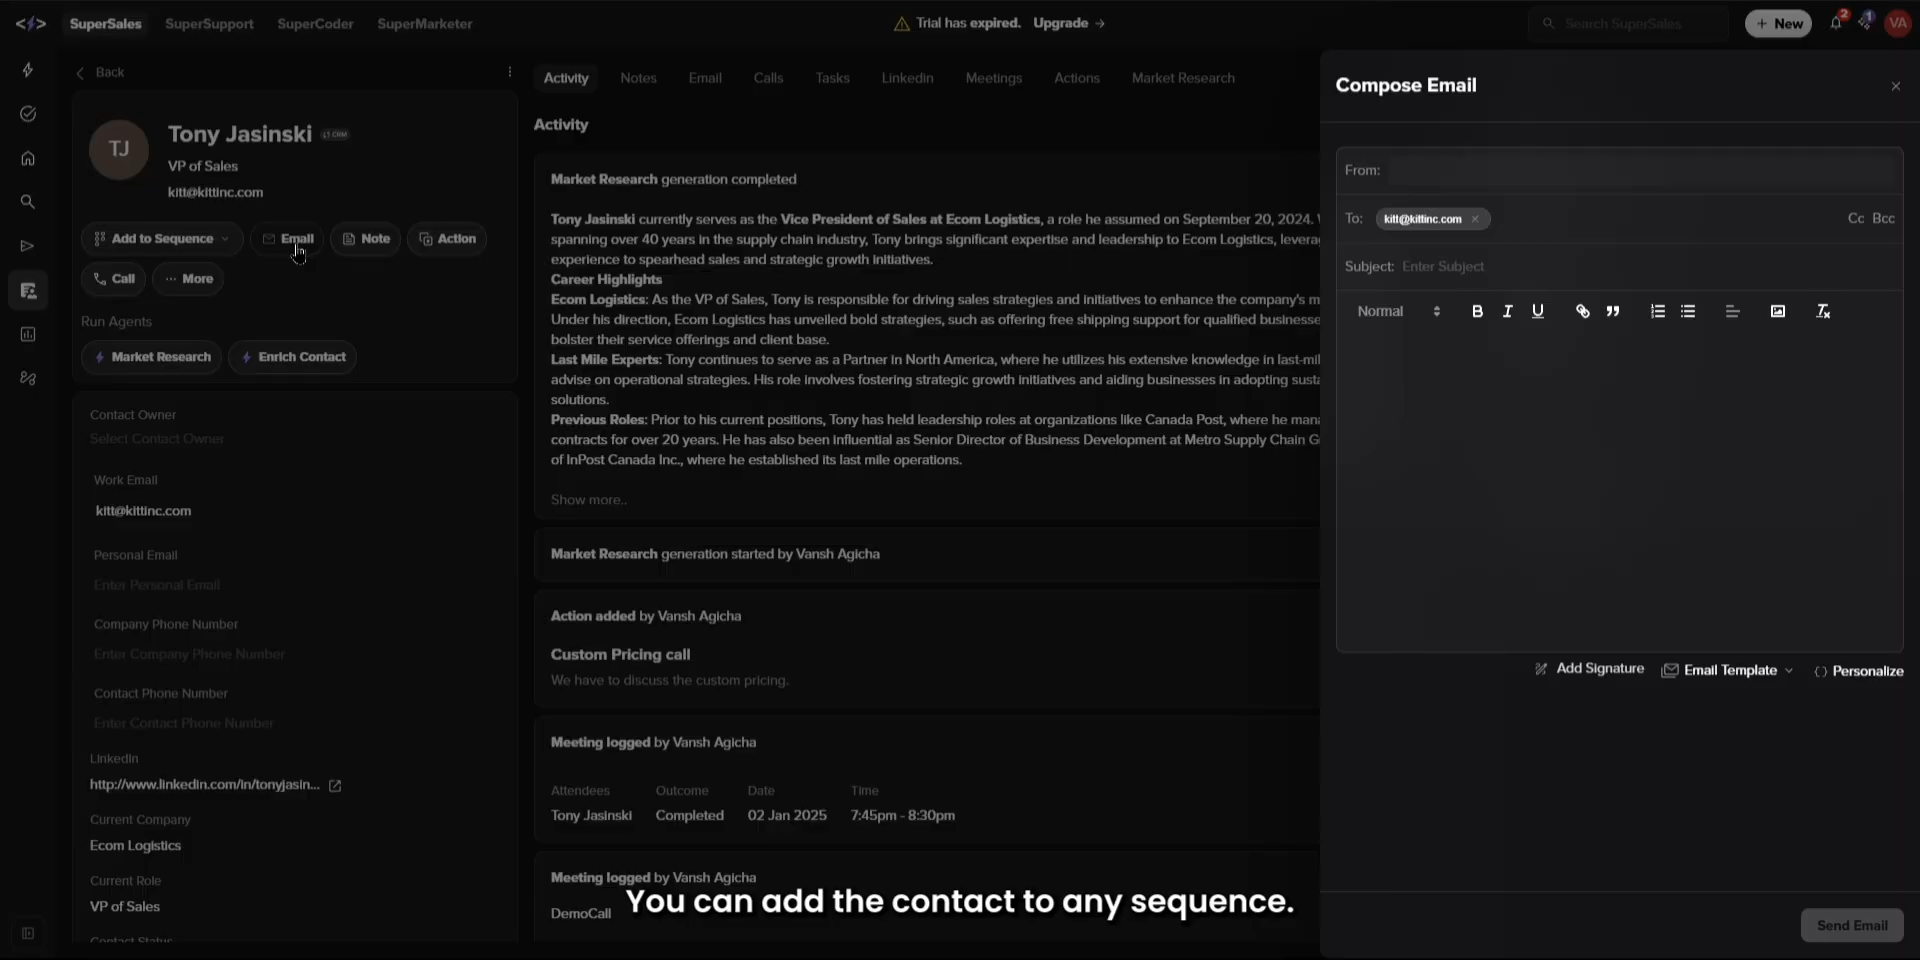 SuperSales
SuperSupport
SuperCoder
SuperMarketer
Trial has expired. Upgrade →
Search SuperSales
+ New
2
1
VA
Back
TJ
Tony Jasinski
CRM
VP of Sales
kitt@kittinc.com
Add to Sequence
Email
Note
Action
Call
More
Run Agents
Market Research
Enrich Contact
Contact Owner
Select Contact Owner
Work Email
kitt@kittinc.com
Personal Email
Enter Personal Email
Company Phone Number
Enter Company Phone Number
Contact Phone Number
Enter Contact Phone Number
LinkedIn
http://www.linkedin.com/in/tonyjasin...
Current Company
Ecom Logistics
Current Role
VP of Sales
Contact Status
Activity
Notes
Email
Calls
Tasks
Linkedin
Meetings
Actions
Market Research
Activity
Market Research generation completed
Tony Jasinski currently serves as the Vice President of Sales at Ecom Logistics, a role he assumed on September 20, 2024.
spanning over 40 years in the supply chain industry, Tony brings significant expertise and leadership to Ecom Logistics, levera
experience to spearhead sales and strategic growth initiatives.
Career Highlights
Ecom Logistics: As the VP of Sales, Tony is responsible for driving sales strategies and initiatives to enhance the company's m
Under his direction, Ecom Logistics has unveiled bold strategies, such as offering free shipping support for qualified businesse
bolster their service offerings and client base.
Last Mile Experts: Tony continues to serve as a Partner in North America, where he utilizes his extensive knowledge in last-mil
advise on operational strategies. His role involves fostering strategic growth initiatives and aiding businesses in adopting susta
solutions.
Previous Roles: Prior to his current positions, Tony has held leadership roles at organizations like Canada Post, where he mana
contracts for over 20 years. He has also been influential as Senior Director of Business Development at Metro Supply Chain G
of InPost Canada Inc., where he established its last mile operations.
Show more..
Market Research generation started by Vansh Agicha
Action added by Vansh Agicha
Custom Pricing call
We have to discuss the custom pricing.
Meeting logged by Vansh Agicha
Attendees Outcome Date Time
Tony Jasinski Completed 02 Jan 2025 7:45pm - 8:30pm
Meeting logged by Vansh Agicha
DemoCall
You can add the contact to any sequence.
Compose Email
From:
To: kitt@kittinc.com
Cc Bcc
Subject: Enter Subject
Normal
Add Signature
Email Template
Personalize
Send Email